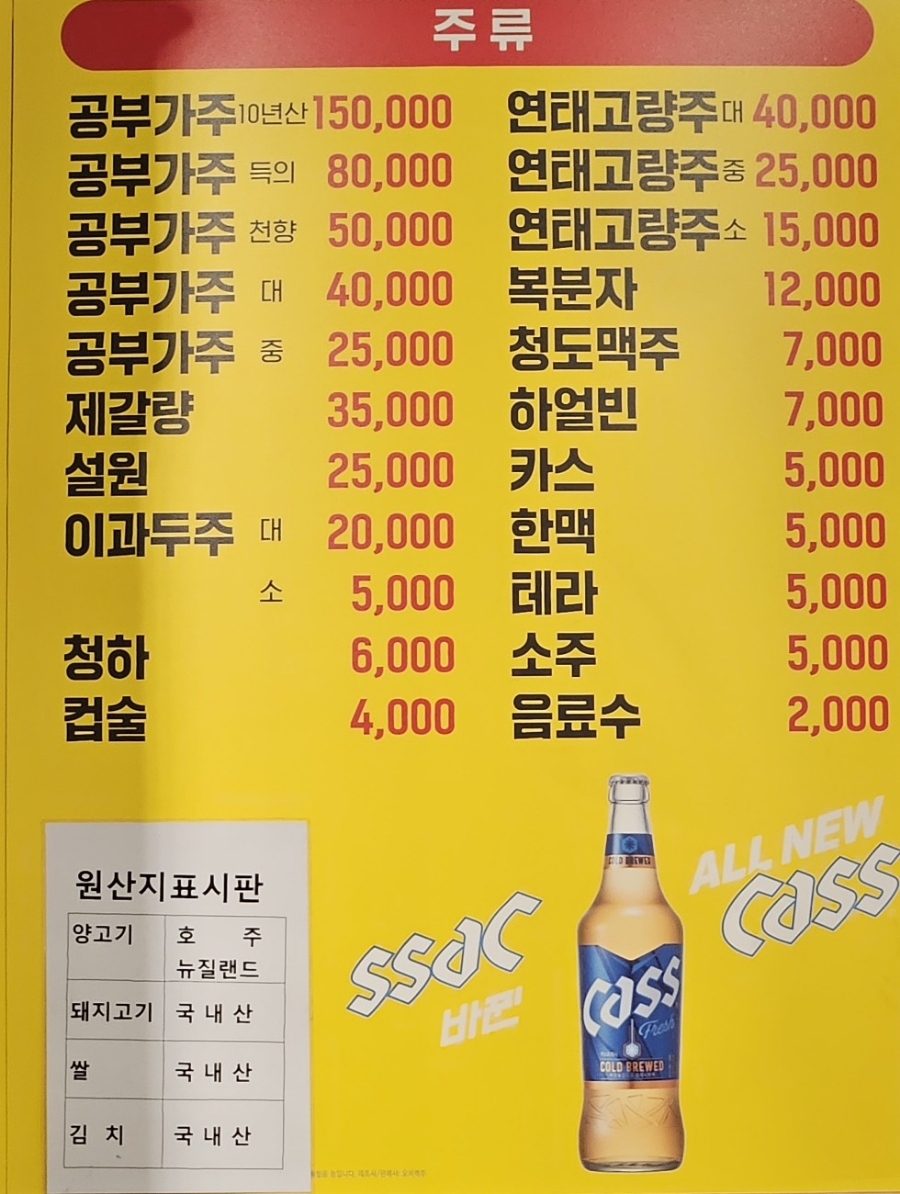 주류
공부가주 10년산 150,000
공부가주 득의 80,000
공부가주 천향 50,000
공부가주 대 40,000
공부가주 중 25,000
제갈량 35,000
설원 25,000
이과두주 대 20,000
소 5,000
청하 6,000
컵술 4,000
연태고량주 대 40,000
연태고량주 중 25,000
연태고량주 소 15,000
복분자 12,000
청도맥주 7,000
하얼빈 7,000
카스 5,000
한맥 5,000
테라 5,000
소주 5,000
음료수 2,000
원산지표시판
양고기 호 주
뉴질랜드
돼지고기 국내산
쌀 국내산
김 치 국내산
ssac
바뀐
ALL NEW
cass
COLD BREWED
cass
Fresh
COLD BREWED